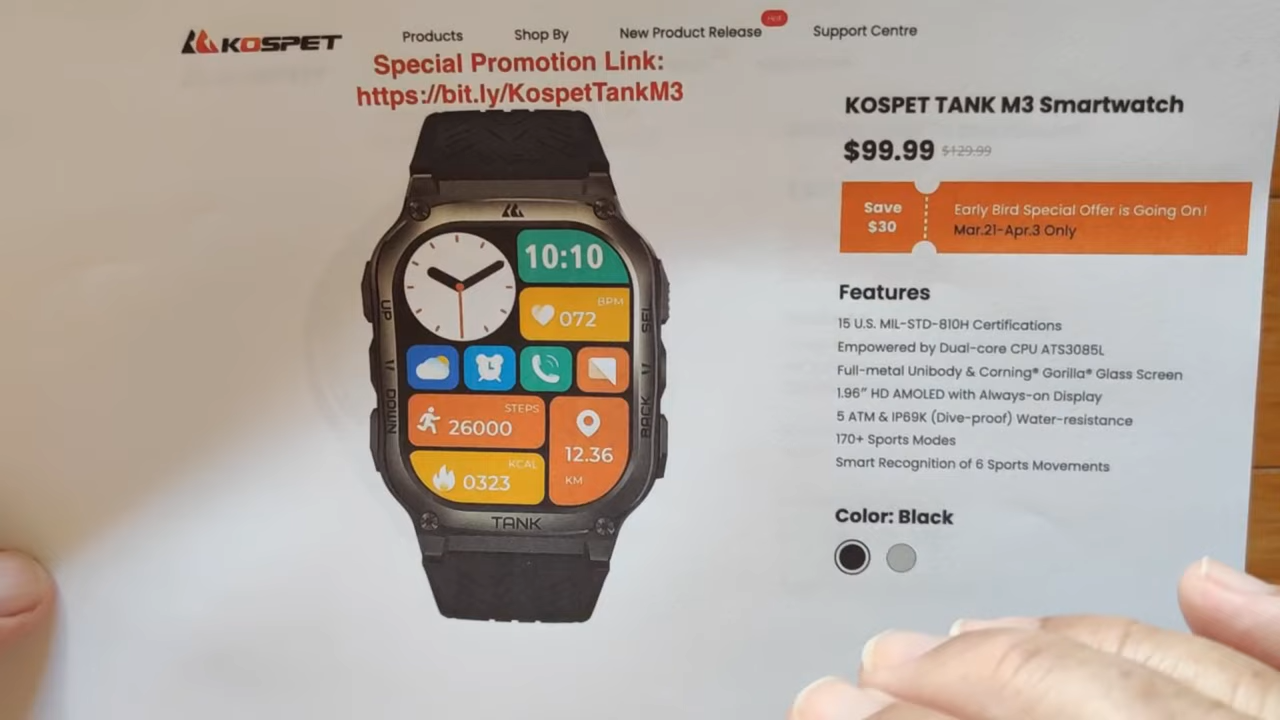 KOSPET
Products
Shop By
New Product Release
Hot
Support Centre
Special Promotion Link:
https://bit.ly/KospetTankM3
KOSPET TANK M3 Smartwatch
$99.99 $129.99
Save
$30
Early Bird Special Offer is Going On!
Mar.21-Apr.3 Only
Features
15 U.S. MIL-STD-810H Certifications
Empowered by Dual-core CPU ATS3085L
Full-metal Unibody & Corning® Gorilla® Glass Screen
1.96” HD AMOLED with Always-on Display
5 ATM & IP69K (Dive-proof) Water-resistance
170+ Sports Modes
Smart Recognition of 6 Sports Movements
Color: Black
10:10
BPM
072
STEPS
26000
KCAL
0323
12.36
KM
UP
DOWN
SEL
BACK
TANK